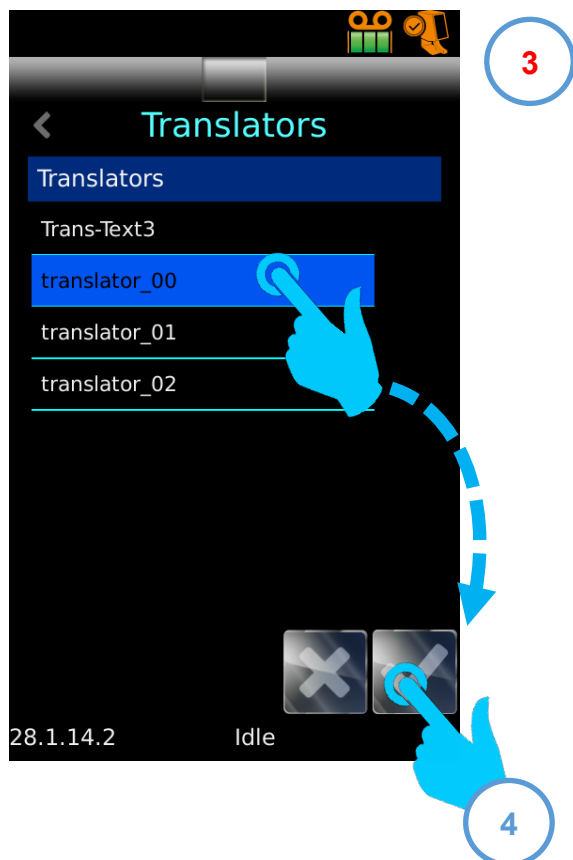 3
Translators
Translators
Trans-Text3
translator_00
translator_01
translator_02
28.1.14.2 Idle
4